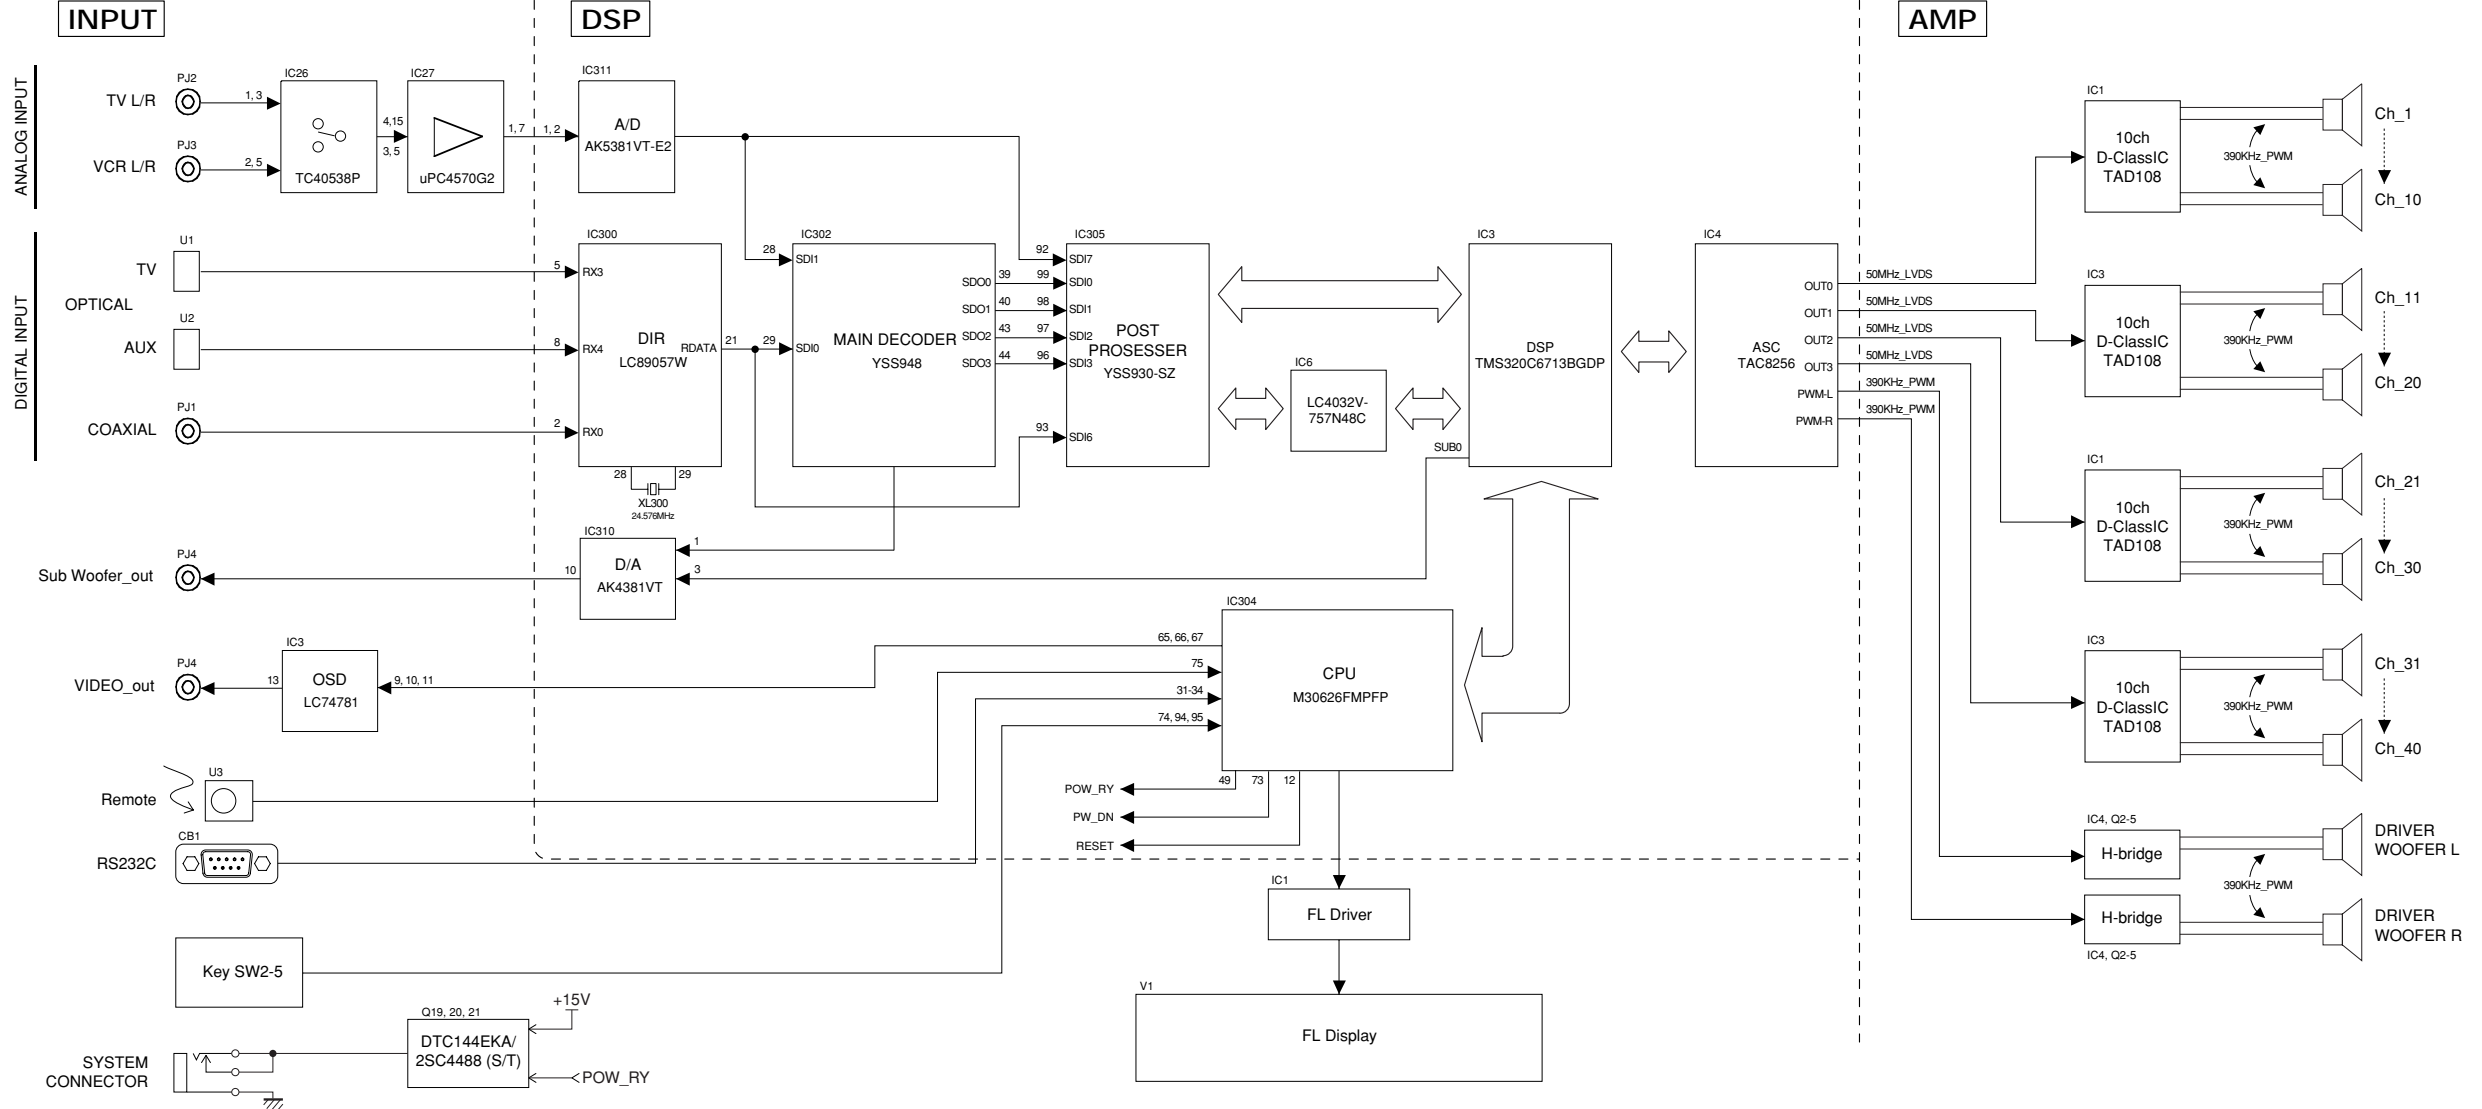 INPUT
DSP
AMP
ANALOG INPUT
TV L/R
PJ2
1, 3
VCR L/R
PJ3
2, 5
IC26
TC40538P
4,15
3, 5
IC27
uPC4570G2
1, 7
1, 2
IC311
A/D
AK5381VT-E2
DIGITAL INPUT
TV
U1
5
OPTICAL
AUX
U2
8
COAXIAL
PJ1
2
IC300
RX3
RX4
RX0
DIR
LC89057W
RDATA
21
28
29
XL300
24.576MHz
IC302
28
SDI1
29
SDI0
MAIN DECODER
YSS948
SDO0
SDO1
SDO2
SDO3
39
40
43
44
92
99
98
97
96
93
IC305
SDI7
SDI0
SDI1
SDI2
SDI3
SDI6
POST
PROSESSER
YSS930-SZ
IC6
LC4032V-
757N48C
IC3
DSP
TMS320C6713BGDP
SUB0
IC4
ASC
TAC8256
OUT0
OUT1
OUT2
OUT3
PWM-L
PWM-R
50MHz_LVDS
50MHz_LVDS
50MHz_LVDS
50MHz_LVDS
390KHz_PWM
390KHz_PWM
IC1
10ch
D-ClassIC
TAD108
390KHz_PWM
Ch_1
Ch_10
IC3
10ch
D-ClassIC
TAD108
390KHz_PWM
Ch_11
Ch_20
IC1
10ch
D-ClassIC
TAD108
390KHz_PWM
Ch_21
Ch_30
IC3
10ch
D-ClassIC
TAD108
390KHz_PWM
Ch_31
Ch_40
IC4, Q2-5
H-bridge
390KHz_PWM
DRIVER
WOOFER L
H-bridge
IC4, Q2-5
DRIVER
WOOFER R
Sub Woofer_out
PJ4
10
IC310
D/A
AK4381VT
1
3
VIDEO_out
PJ4
13
IC3
OSD
LC74781
9, 10, 11
IC304
CPU
M30626FMPFP
65, 66, 67
75
31-34
74, 94, 95
49
73
12
POW_RY
PW_DN
RESET
Remote
U3
RS232C
CB1
IC1
FL Driver
V1
FL Display
Key SW2-5
SYSTEM
CONNECTOR
Q19, 20, 21
DTC144EKA/
2SC4488 (S/T)
+15V
POW_RY